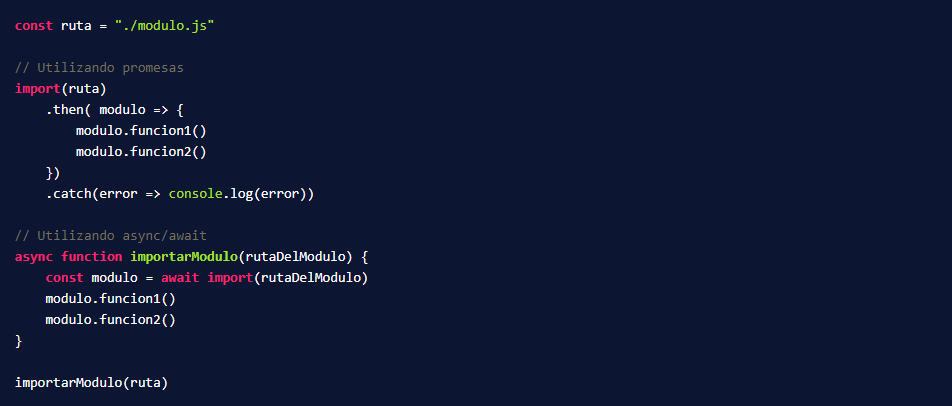 const ruta = "./modulo.js"

// Utilizando promesas
import(ruta)
    .then( modulo => {
        modulo.funcion1()
        modulo.funcion2()
    })
    .catch(error => console.log(error))

// Utilizando async/await
async function importarModulo(rutaDelModulo) {
    const modulo = await import(rutaDelModulo)
    modulo.funcion1()
    modulo.funcion2()
}

importarModulo(ruta)